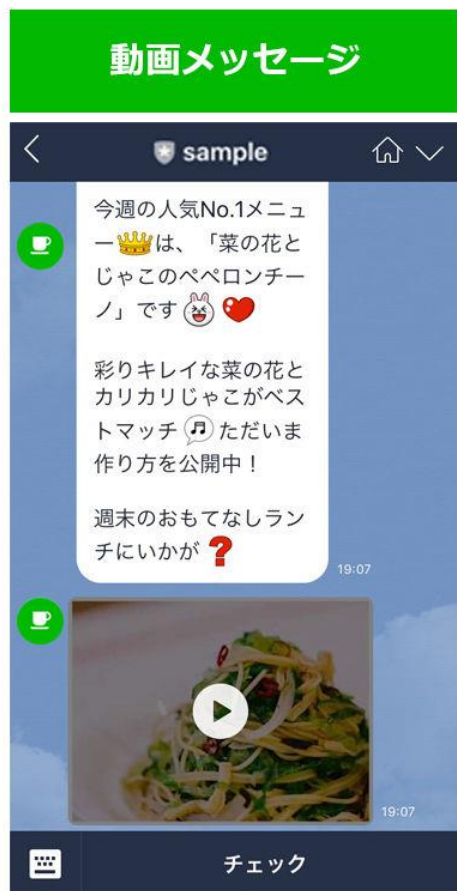 動画メッセージ
sample
今週の人気No.1メニュ
ー👑は、「菜の花と
じゃこのペペロンチー
ノ」です
彩りキレイな菜の花と
カリカリじゃこがベス
トマッチ🎵ただいま
作り方を公開中！
週末のおもてなしラン
チにいかが❓
19:07
19:07
チェック